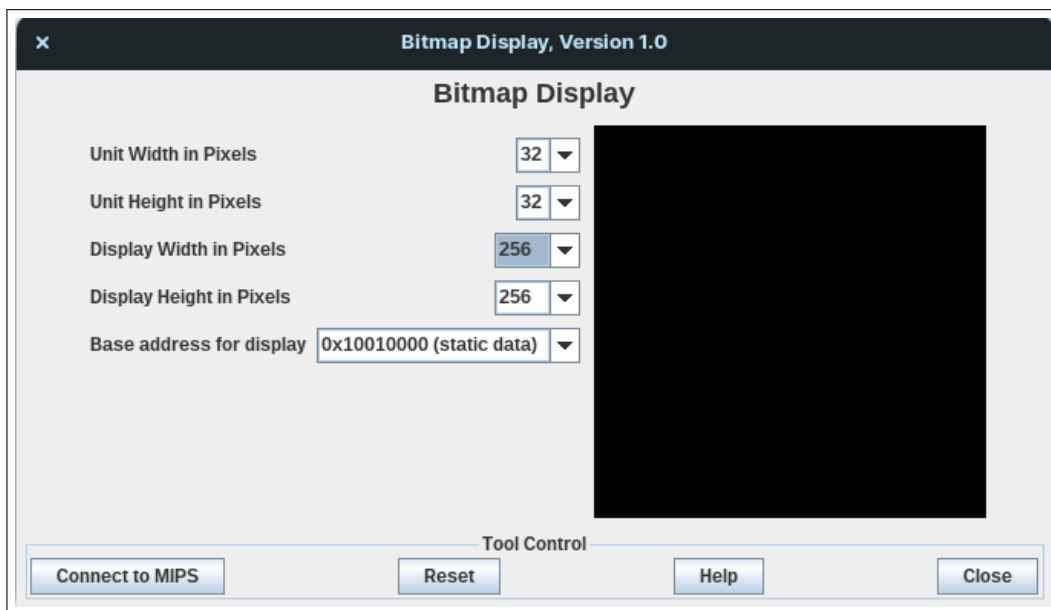 × Bitmap Display, Version 1.0
Bitmap Display
Unit Width in Pixels 32
Unit Height in Pixels 32
Display Width in Pixels 256
Display Height in Pixels 256
Base address for display 0x10010000 (static data)
Tool Control
Connect to MIPS Reset Help Close